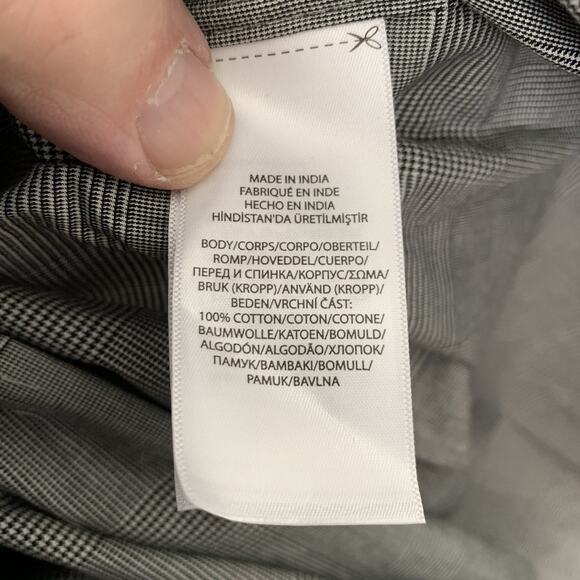 MADE IN INDIA
FABRIQUÉ EN INDE
HECHO EN INDIA
HİNDİSTAN'DA ÜRETİLMİŞTİR
BODY/CORPS/CORPO/OBERTEIL/
ROMP/HOVEDDEL/CUERPO/
ПЕРЕД И СПИНКА/КОРПУС/ΣΩΜΑ/
BRUK (KROPP)/ANVÄND (KROPP)/
BEDEN/VRCHNÍ ČÁST:
100% COTTON/COTON/COTONE/
BAUMWOLLE/KATOEN/BOMULD/
ALGODÓN/ALGODÃO/ХЛОПОК/
ПАМУК/BAMBAKI/BOMULL/
PAMUK/BAVLNA